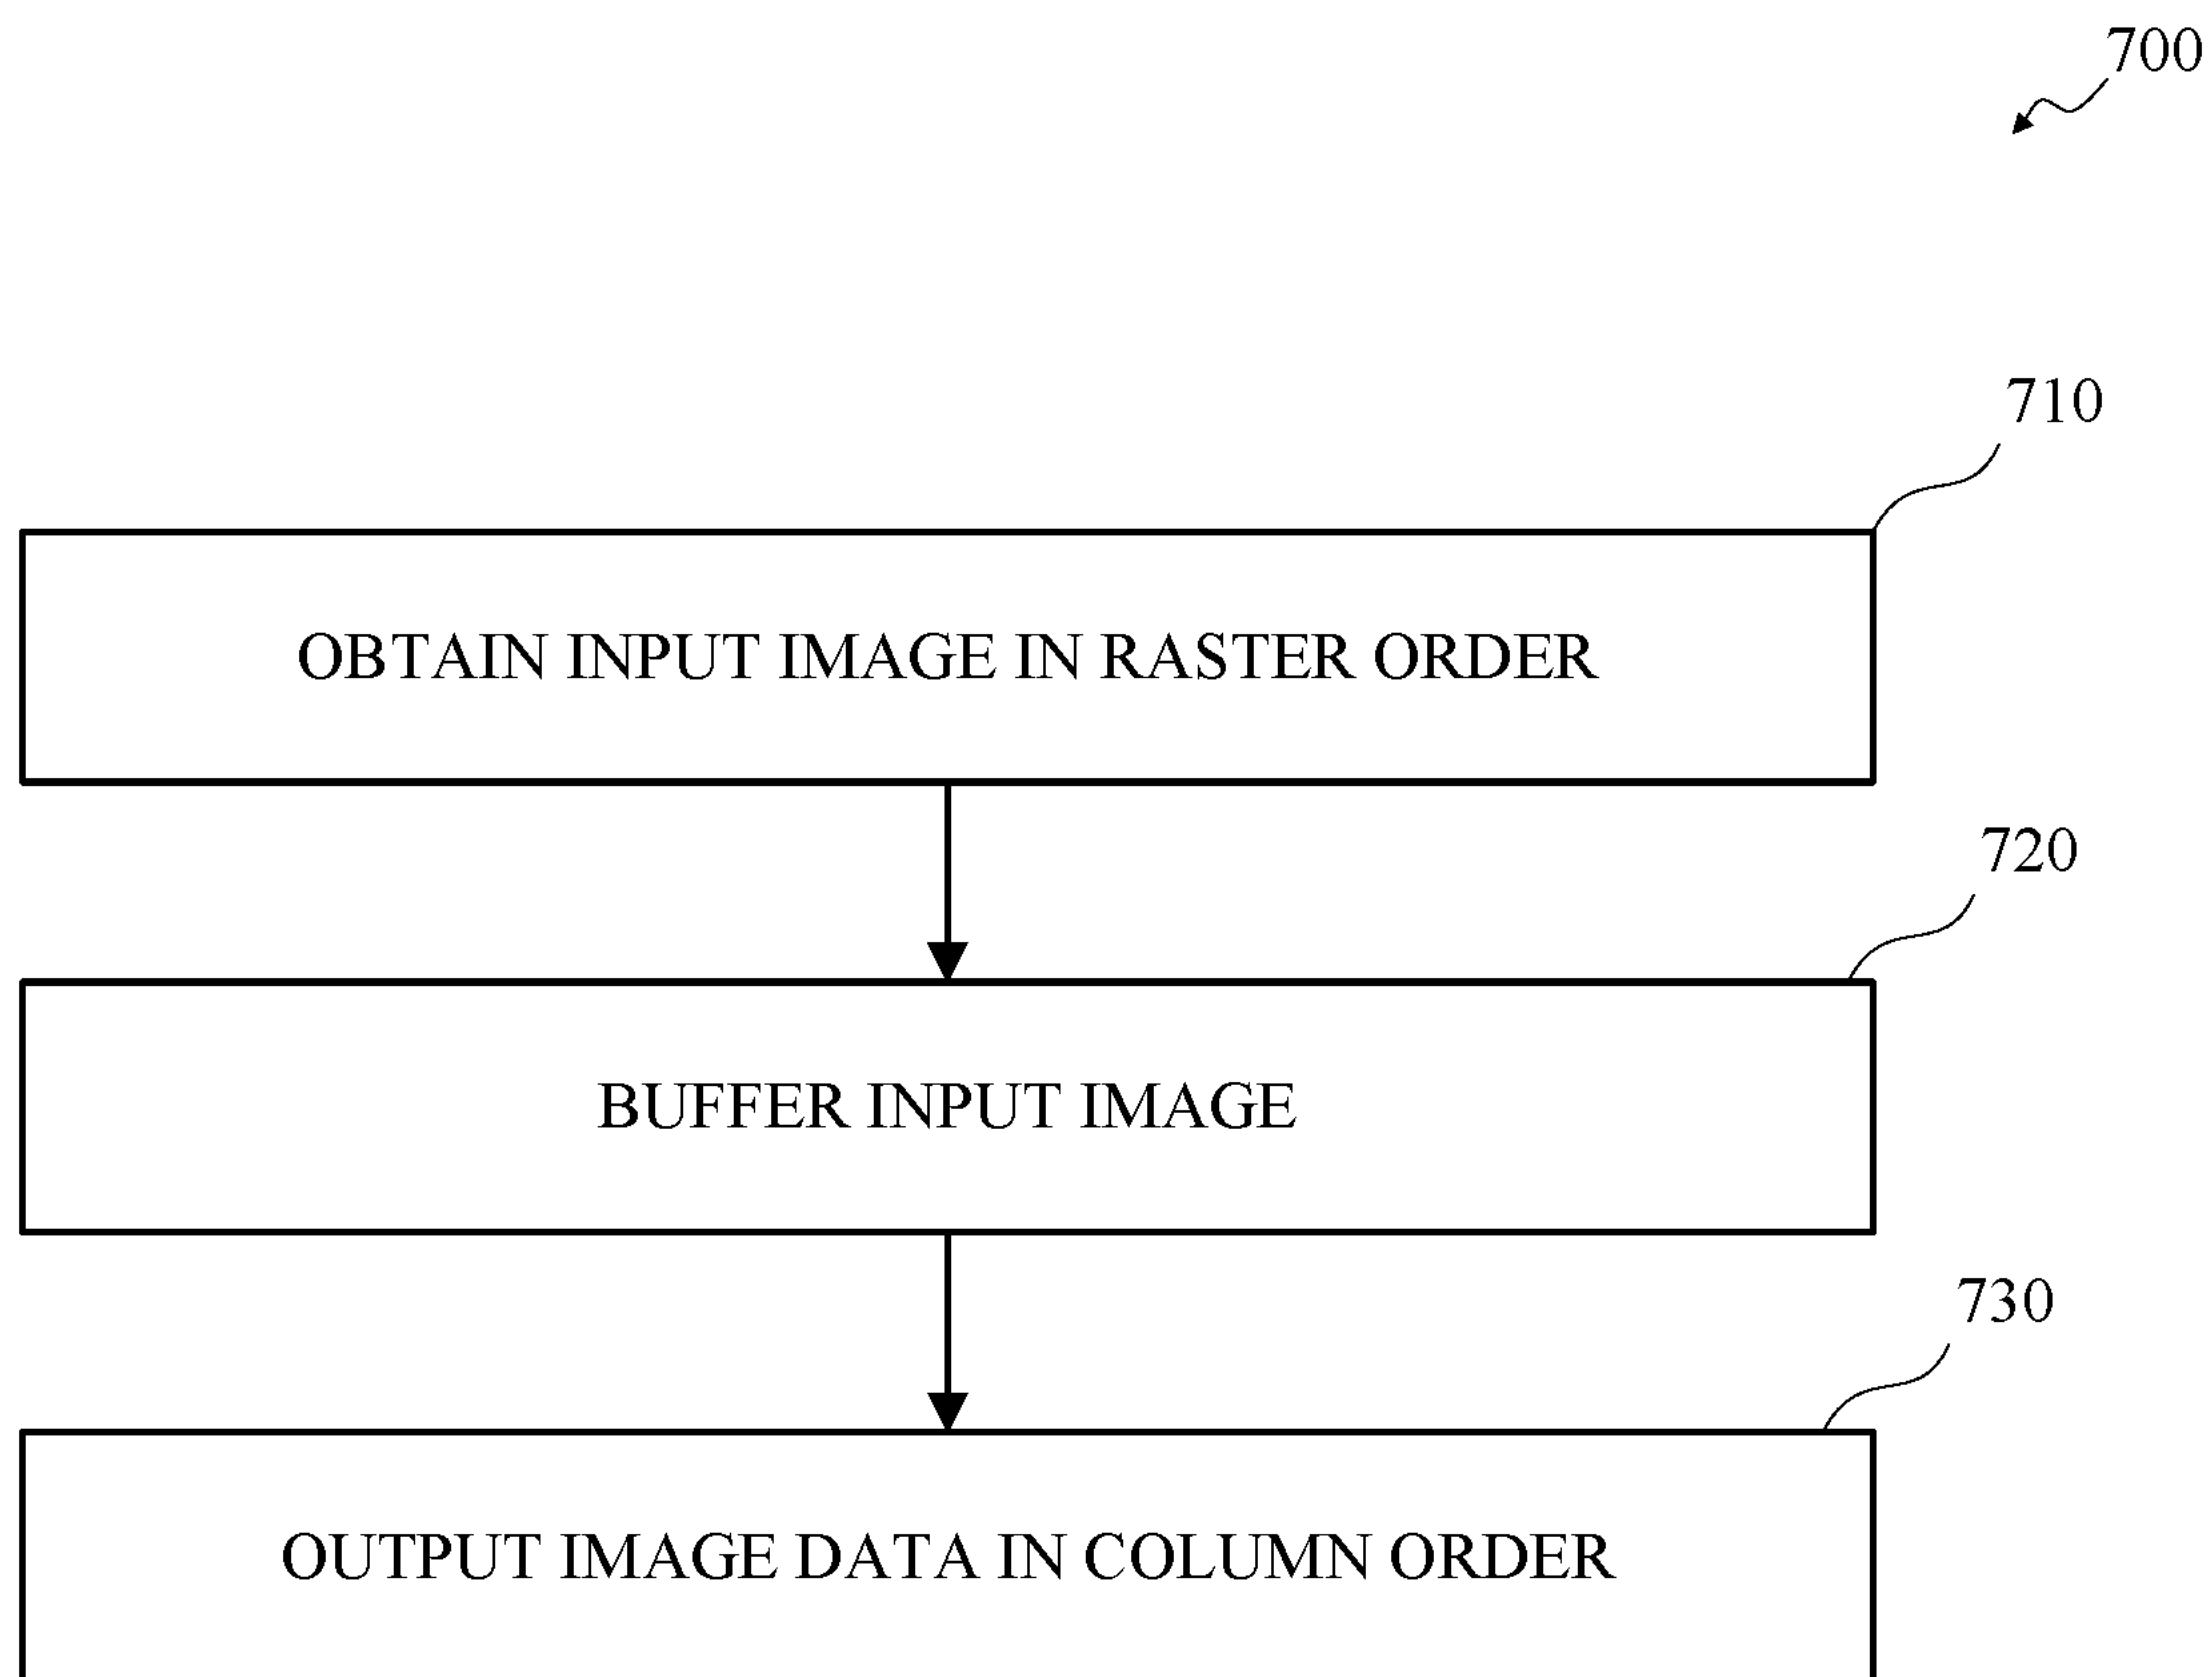 700
710
OBTAIN INPUT IMAGE IN RASTER ORDER
720
BUFFER INPUT IMAGE
730
OUTPUT IMAGE DATA IN COLUMN ORDER